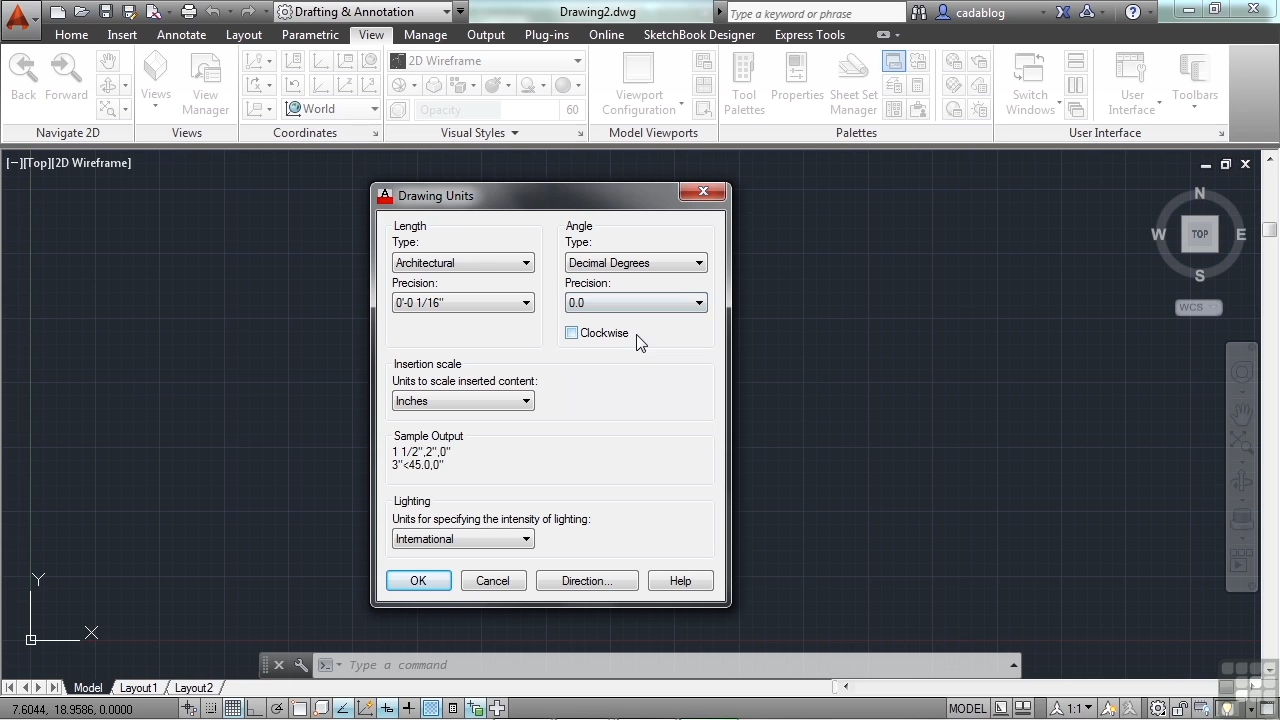 Drafting & Annotation
Drawing2.dwg
Type a keyword or phrase
cadablog
Home Insert Annotate Layout Parametric View Manage Output Plug-ins Online SketchBook Designer Express Tools
Back
Forward
Navigate 2D
Views
View Manager
Views
World
Coordinates
2D Wireframe
Opacity 60
Visual Styles
Viewport Configuration
Model Viewports
Tool Palettes
Properties
Sheet Set Manager
Palettes
Switch Windows
User Interface
Toolbars
User Interface
[−][Top][2D Wireframe]
N
W TOP E
S
WCS
Drawing Units
Length
Type:
Architectural
Precision:
0'-0 1/16"
Angle
Type:
Decimal Degrees
Precision:
0.0
Clockwise
Insertion scale
Units to scale inserted content:
Inches
Sample Output
1 1/2",2",0"
3"<45.0,0"
Lighting
Units for specifying the intensity of lighting:
International
OK Cancel Direction... Help
Y
X
Type a command
Model Layout1 Layout2
7.6044, 18.9586, 0.0000
MODEL
1:1